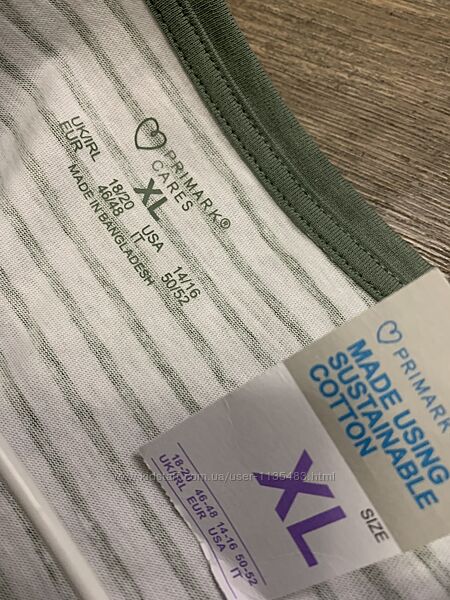 PRIMARK®
CARES
XL
UK/IRL 18/20 USA 14/16
EUR 46/48 IT 50/52
MADE IN BANGLADESH
PRIMARK
MADE USING
SUSTAINABLE
COTTON
SIZE
XL
18-20 46-48 14-16 50-52
UK/IRL EUR USA IT